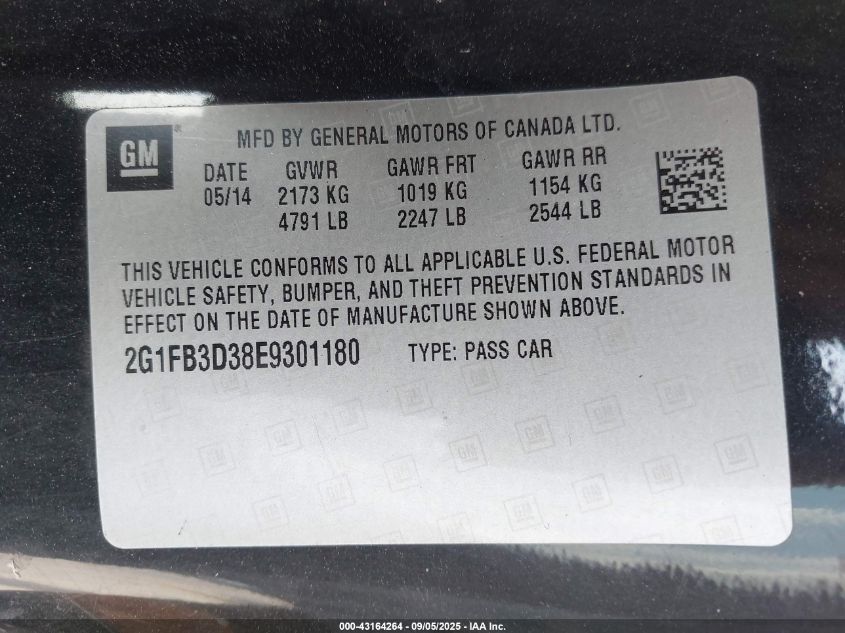 GM
MFD BY GENERAL MOTORS OF CANADA LTD.
DATE GVWR GAWR FRT GAWR RR
05/14 2173 KG 1019 KG 1154 KG
4791 LB 2247 LB 2544 LB
THIS VEHICLE CONFORMS TO ALL APPLICABLE U.S. FEDERAL MOTOR
VEHICLE SAFETY, BUMPER, AND THEFT PREVENTION STANDARDS IN
EFFECT ON THE DATE OF MANUFACTURE SHOWN ABOVE.
2G1FB3D38E9301180 TYPE: PASS CAR
000-43164264 - 09/05/2025 - IAA Inc.